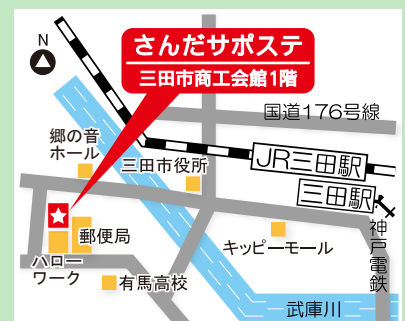 さんだサポステ
三田市商工会館1階
N
国道176号線
郷の音
ホール
三田市役所
JR三田駅
三田駅
神戸電鉄
郵便局
キッピーモール
ハロー
ワーク
有馬高校
武庫川